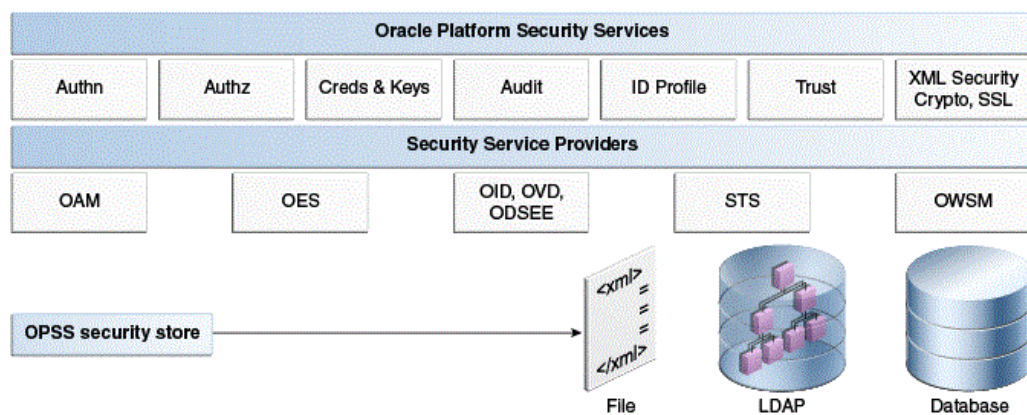 Oracle Platform Security Services
Authn
Authz
Creds & Keys
Audit
ID Profile
Trust
XML Security
Crypto, SSL
Security Service Providers
OAM
OES
OID, OVD,
ODSEE
STS
OWSM
OPSS security store
<xml>
=
=
=
</xml>
File
LDAP
Database